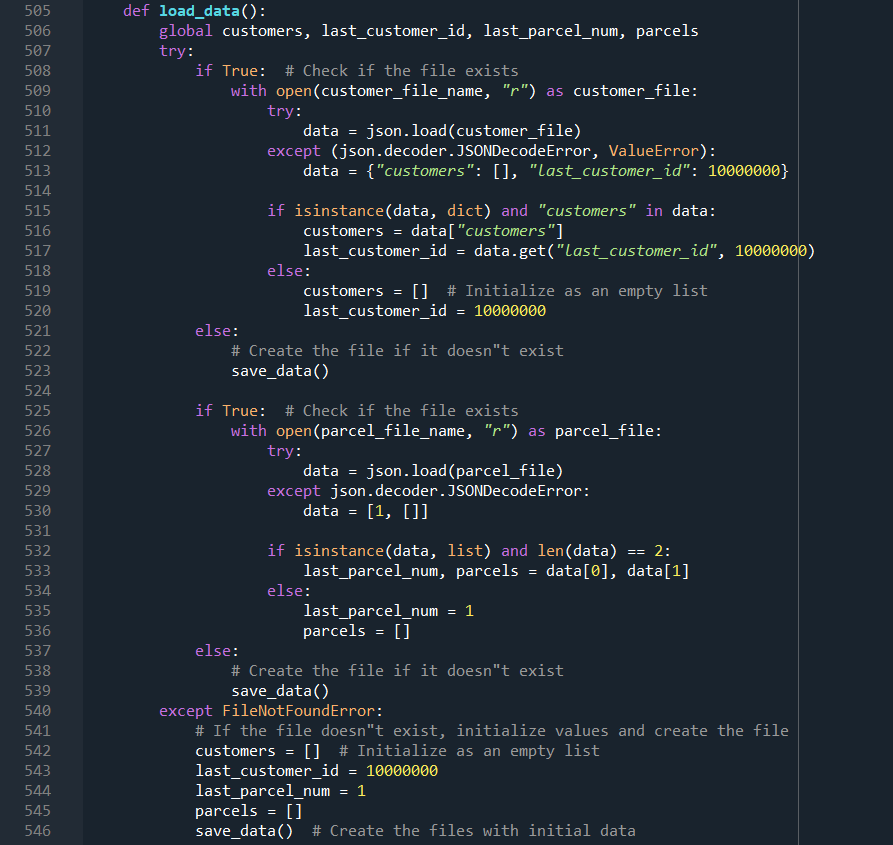 505     def load_data():
506         global customers, last_customer_id, last_parcel_num, parcels
507         try:
508             if True:  # Check if the file exists
509                 with open(customer_file_name, "r") as customer_file:
510                     try:
511                         data = json.load(customer_file)
512                     except (json.decoder.JSONDecodeError, ValueError):
513                         data = {"customers": [], "last_customer_id": 10000000}
514
515                     if isinstance(data, dict) and "customers" in data:
516                         customers = data["customers"]
517                         last_customer_id = data.get("last_customer_id", 10000000)
518                     else:
519                         customers = []  # Initialize as an empty list
520                         last_customer_id = 10000000
521             else:
522                 # Create the file if it doesn"t exist
523                 save_data()
524
525             if True:  # Check if the file exists
526                 with open(parcel_file_name, "r") as parcel_file:
527                     try:
528                         data = json.load(parcel_file)
529                     except json.decoder.JSONDecodeError:
530                         data = [1, []]
531
532                     if isinstance(data, list) and len(data) == 2:
533                         last_parcel_num, parcels = data[0], data[1]
534                     else:
535                         last_parcel_num = 1
536                         parcels = []
537             else:
538                 # Create the file if it doesn"t exist
539                 save_data()
540         except FileNotFoundError:
541             # If the file doesn"t exist, initialize values and create the file
542             customers = []  # Initialize as an empty list
543             last_customer_id = 10000000
544             last_parcel_num = 1
545             parcels = []
546             save_data()  # Create the files with initial data